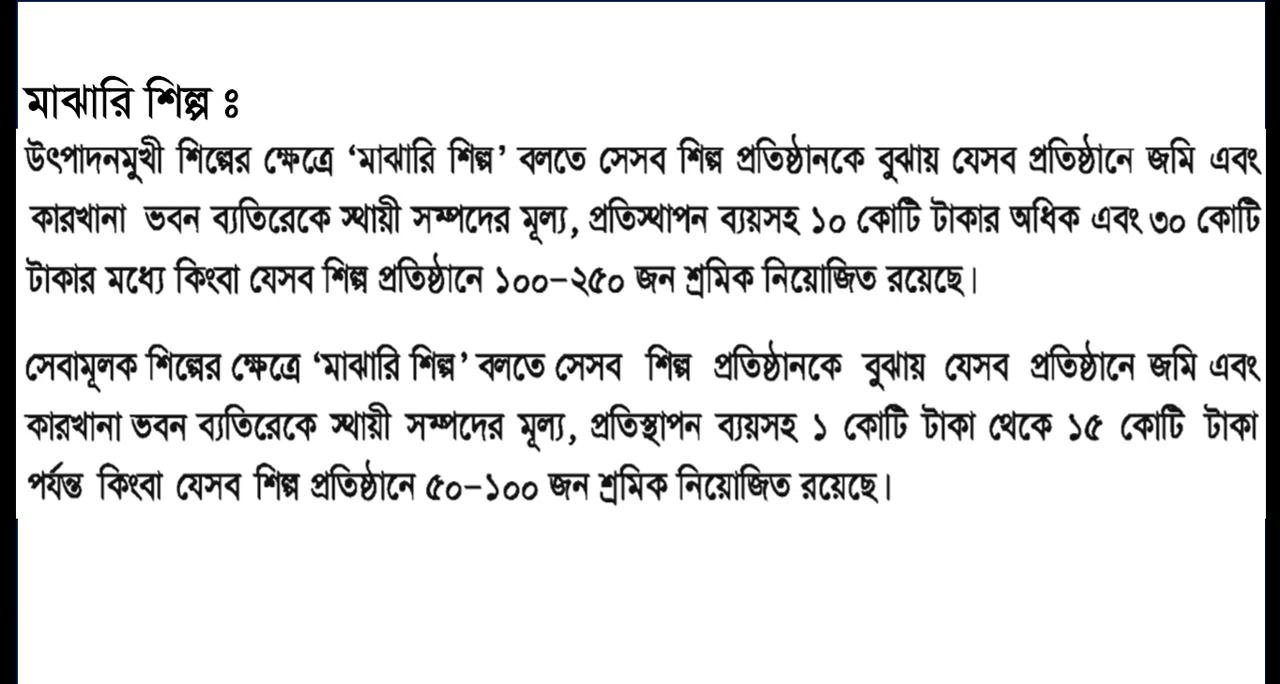 মাঝারি শিল্প ঃ
উৎপাদনমুখী শিল্পের ক্ষেত্রে ‘মাঝারি শিল্প’ বলতে সেসব শিল্প প্রতিষ্ঠানকে বুঝায় যেসব প্রতিষ্ঠানে জমি এবং
কারখানা ভবন ব্যতিরেকে স্থায়ী সম্পদের মূল্য, প্রতিস্থাপন ব্যয়সহ ১০ কোটি টাকার অধিক এবং ৩০ কোটি
টাকার মধ্যে কিংবা যেসব শিল্প প্রতিষ্ঠানে ১০০–২৫০ জন শ্রমিক নিয়োজিত রয়েছে।
সেবামূলক শিল্পের ক্ষেত্রে ‘মাঝারি শিল্প’ বলতে সেসব শিল্প প্রতিষ্ঠানকে বুঝায় যেসব প্রতিষ্ঠানে জমি এবং
কারখানা ভবন ব্যতিরেকে স্থায়ী সম্পদের মূল্য, প্রতিস্থাপন ব্যয়সহ ১ কোটি টাকা থেকে ১৫ কোটি টাকা
পর্যন্ত কিংবা যেসব শিল্প প্রতিষ্ঠানে ৫০–১০০ জন শ্রমিক নিয়োজিত রয়েছে।